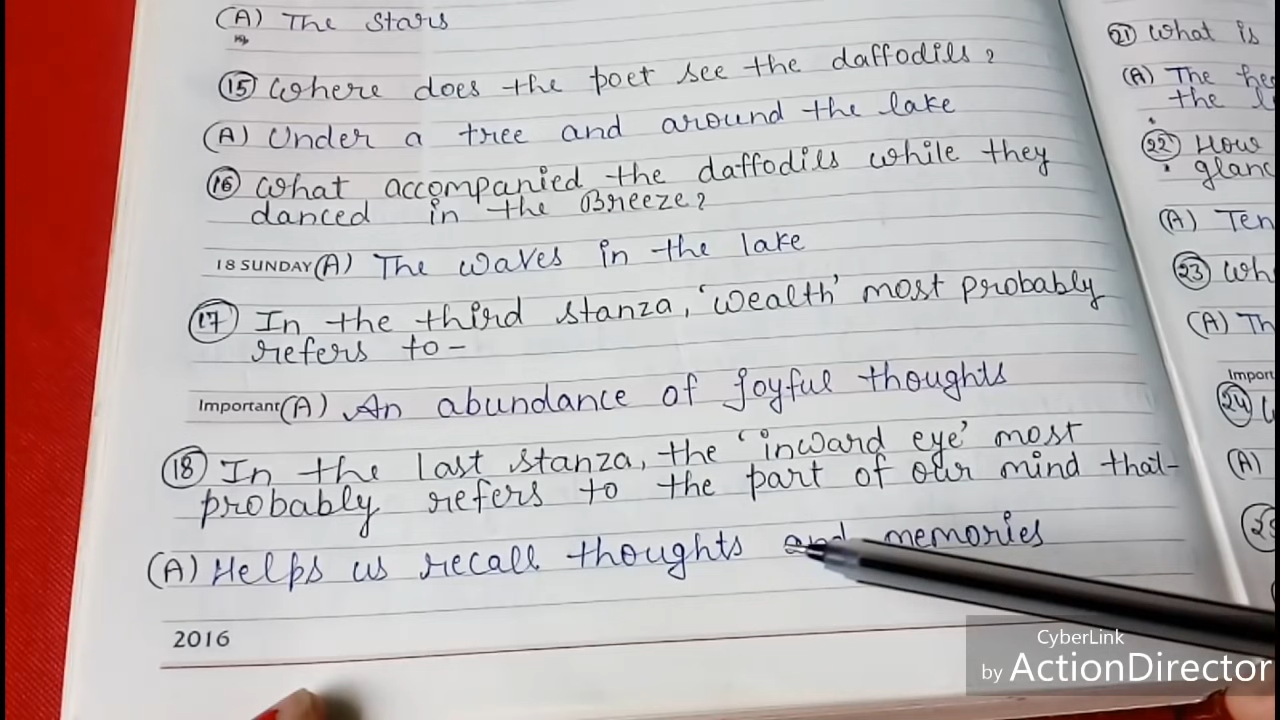 (A) The stars
(15) Where does the poet see the daffodils?
(A) Under a tree and around the lake
(16) What accompanied the daffodils while they
danced in the Breeze?
18 SUNDAY (A) The waves in the lake
(17) In the third stanza, 'wealth' most probably
refers to -
Important (A) An abundance of joyful thoughts
(18) In the last stanza, the 'inward eye' most
probably refers to the part of our mind that-
(A) Helps us recall thoughts and memories
2016
(21) What is
(A) The
the
(22) How
(A) Ten
(23) Wh
(A) Th
Import
(24)
(A)
CyberLink
by ActionDirector